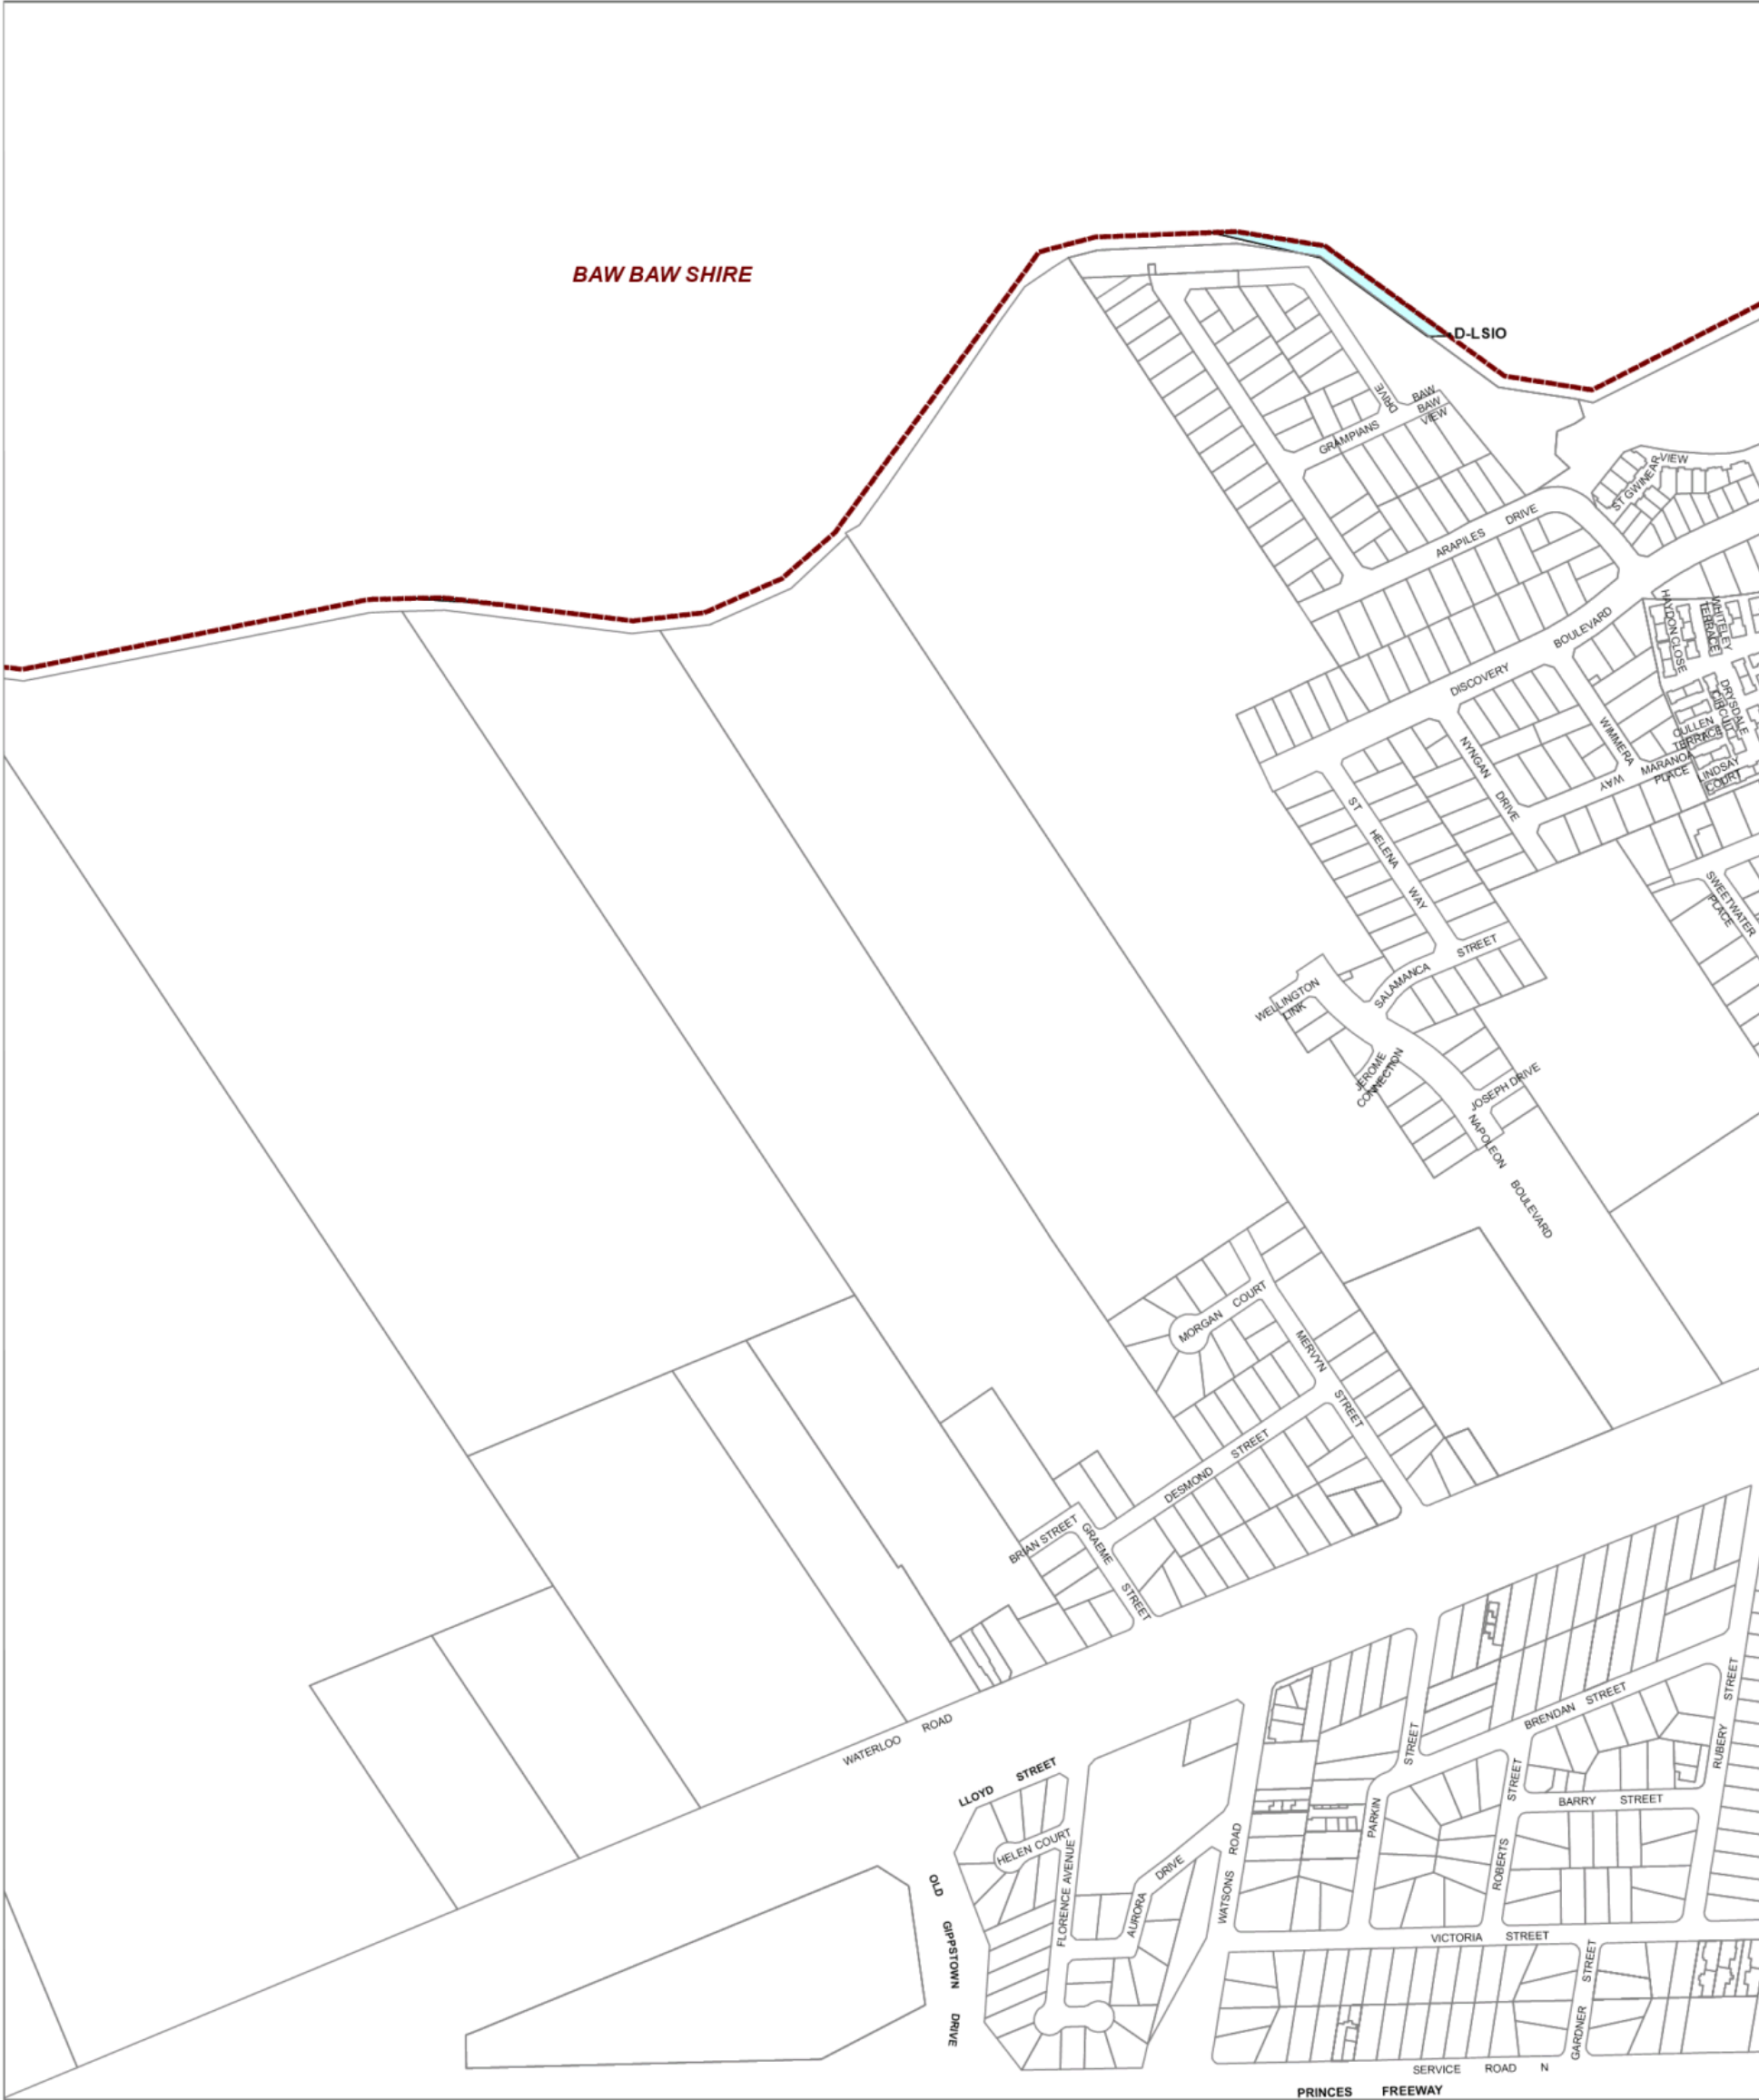 BAW BAW SHIRE
D-LSIO
DRIVE
BAW
BAW
VIEW
GRAMPIANS
VIEW
ST GWINEAR
ARAPILES DRIVE
HAYDON CLOSE
WHITELEY
TERRACE
DISCOVERY BOULEVARD
DRYSDALE
CIRCUIT
CULLEN
TERRACE
WIMMERA
WAY
MARANOA
PLACE
LINDSAY
COURT
NYNGAN DRIVE
ST HELENA WAY
SWEETWATER
PLACE
SALAMANCA STREET
WELLINGTON
LINK
JEROME
CONNECTION
JOSEPH DRIVE
NAPOLEON BOULEVARD
MORGAN COURT
MERVYN STREET
DESMOND STREET
BRIAN STREET
GRAEME STREET
WATERLOO ROAD
LLOYD STREET
HELEN COURT
FLORENCE AVENUE
AURORA DRIVE
OLD GIPPSTOWN DRIVE
WATSONS ROAD
PARKIN STREET
BRENDAN STREET
ROBERTS STREET
RUBERY STREET
BARRY STREET
VICTORIA STREET
GARDNER STREET
SERVICE ROAD N
PRINCES FREEWAY